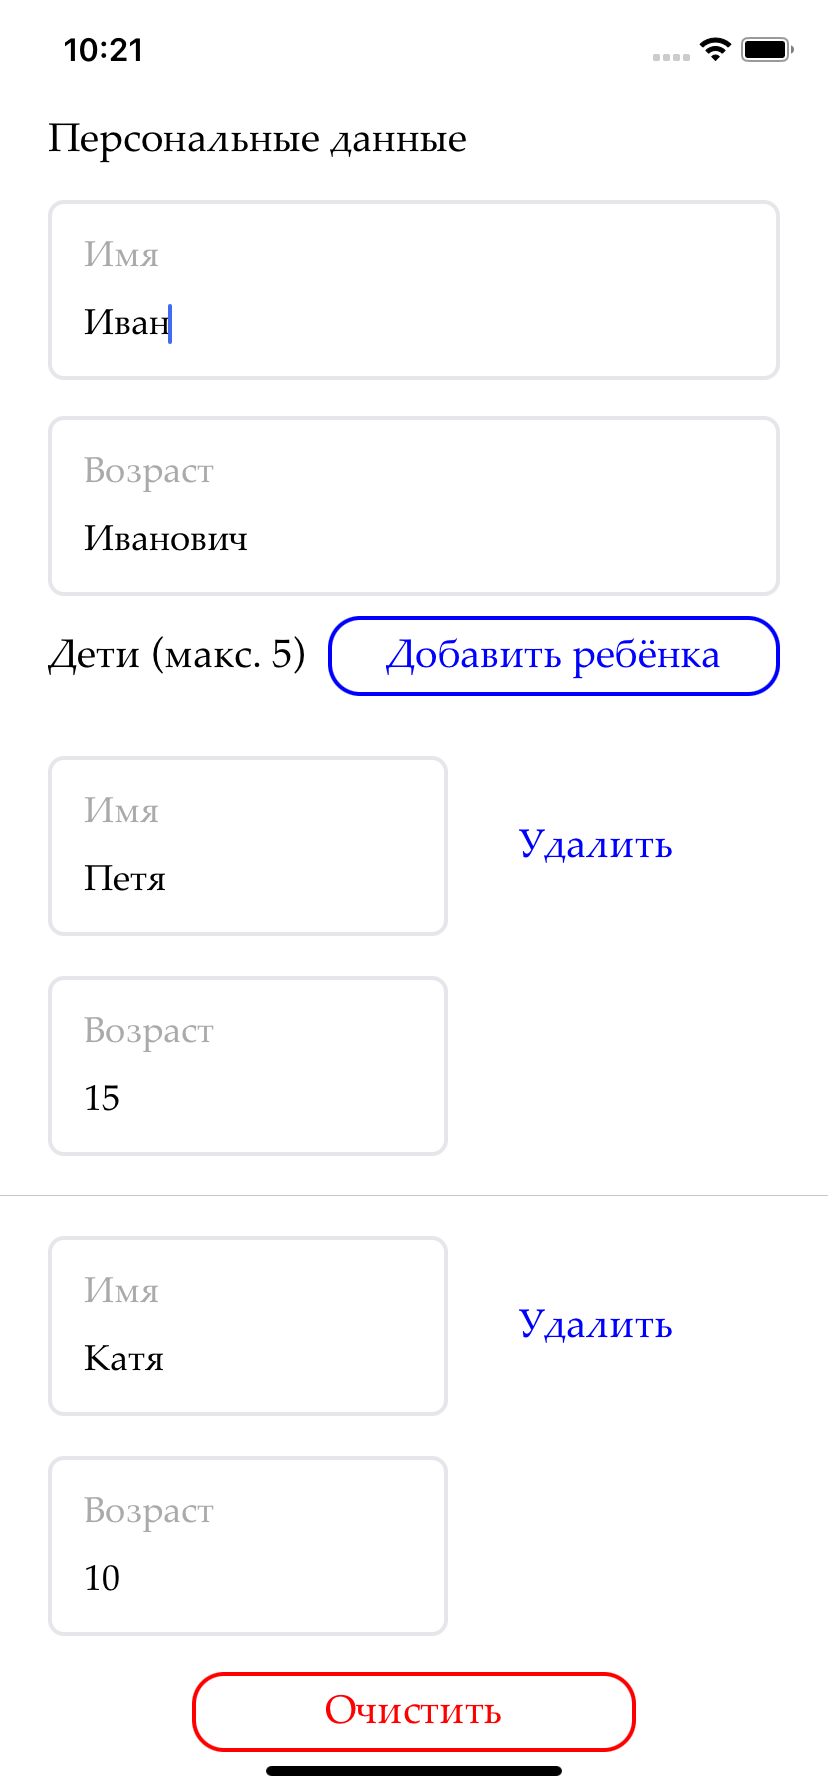 10:21
Персональные данные
Имя
Иван
Возраст
Иванович
Дети (макс. 5) Добавить ребёнка
Имя
Петя
Удалить
Возраст
15
Имя
Катя
Удалить
Возраст
10
Очистить